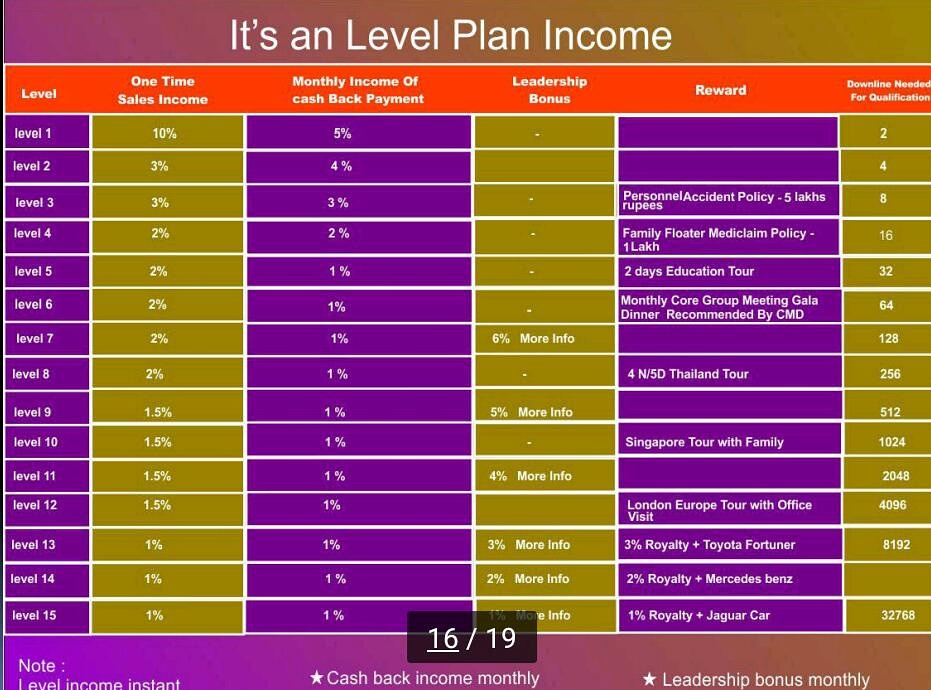 It's an Level Plan Income
Level
One Time
Sales Income
Monthly Income Of
cash Back Payment
Leadership
Bonus
Reward
Downline Needed
For Qualification
level 1 10% 5% - 2
level 2 3% 4 % 4
level 3 3% 3 % - PersonnelAccident Policy - 5 lakhs
rupees 8
level 4 2% 2 % - Family Floater Mediclaim Policy -
1Lakh 16
level 5 2% 1 % - 2 days Education Tour 32
level 6 2% 1% - Monthly Core Group Meeting Gala
Dinner Recommended By CMD 64
level 7 2% 1% 6% More Info 128
level 8 2% 1 % - 4 N/5D Thailand Tour 256
level 9 1.5% 1 % 5% More Info 512
level 10 1.5% 1 % - Singapore Tour with Family 1024
level 11 1.5% 1 % 4% More Info 2048
level 12 1.5% 1% London Europe Tour with Office
Visit 4096
level 13 1% 1% 3% More Info 3% Royalty + Toyota Fortuner 8192
level 14 1% 1 % 2% More Info 2% Royalty + Mercedes benz
level 15 1% 1 % 1% More Info 1% Royalty + Jaguar Car 32768
16 / 19
Note :
Level income instant
★ Cash back income monthly
★ Leadership bonus monthly